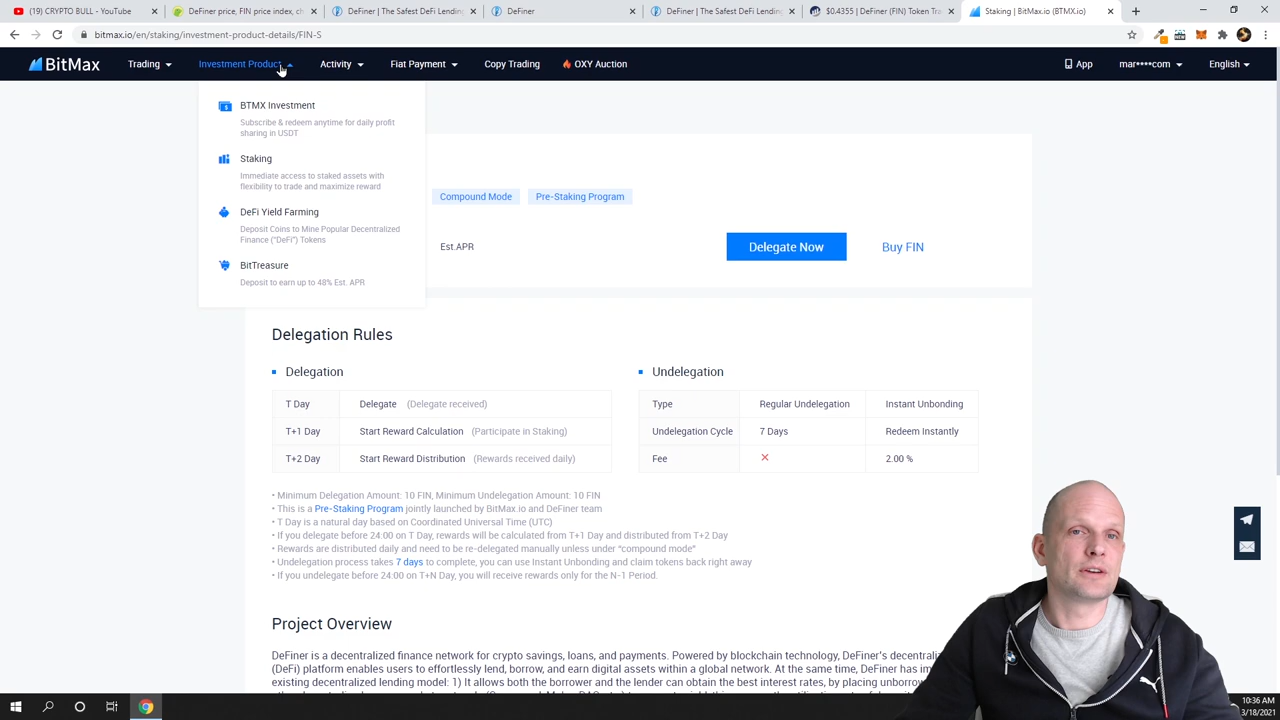 (19) CRYPTO BULL - YouTube
DeFiner price, FIN price index, ch
DeFiner | The Safest DeFi Lending
DeFiner
DeFiner | The Safest DeFi Lending
$0.4355 | DeFiner (FIN) Token Tra
Staking | BitMax.io (BTMX.io)
bitmax.io/en/staking/investment-product-details/FIN-S
BitMax
Trading
Investment Product
Activity
Fiat Payment
Copy Trading
OXY Auction
App
mar****com
English
BTMX Investment
Subscribe & redeem anytime for daily profit
sharing in USDT
Staking
Immediate access to staked assets with
flexibility to trade and maximize reward
DeFi Yield Farming
Deposit Coins to Mine Popular Decentralized
Finance ("DeFi") Tokens
BitTreasure
Deposit to earn up to 48% Est. APR
Compound Mode
Pre-Staking Program
Est.APR
Delegate Now
Buy FIN
Delegation Rules
Delegation
T Day Delegate (Delegate received)
T+1 Day Start Reward Calculation (Participate in Staking)
T+2 Day Start Reward Distribution (Rewards received daily)
Undelegation
Type Regular Undelegation Instant Unbonding
Undelegation Cycle 7 Days Redeem Instantly
Fee 2.00 %
• Minimum Delegation Amount: 10 FIN, Minimum Undelegation Amount: 10 FIN
• This is a Pre-Staking Program jointly launched by BitMax.io and DeFiner team
• T Day is a natural day based on Coordinated Universal Time (UTC)
• If you delegate before 24:00 on T Day, rewards will be calculated from T+1 Day and distributed from T+2 Day
• Rewards are distributed daily and need to be re-delegated manually unless under "compound mode"
• Undelegation process takes 7 days to complete, you can use Instant Unbonding and claim tokens back right away
• If you undelegate before 24:00 on T+N Day, you will receive rewards only for the N-1 Period.
Project Overview
DeFiner is a decentralized finance network for crypto savings, loans, and payments. Powered by blockchain technology, DeFiner's decentral
(DeFi) platform enables users to effortlessly lend, borrow, and earn digital assets within a global network. At the same time, DeFiner has im
existing decentralized lending model: 1) It allows both the borrower and the lender can obtain the best interest rates, by placing unborrow
10:36 AM
3/18/2021